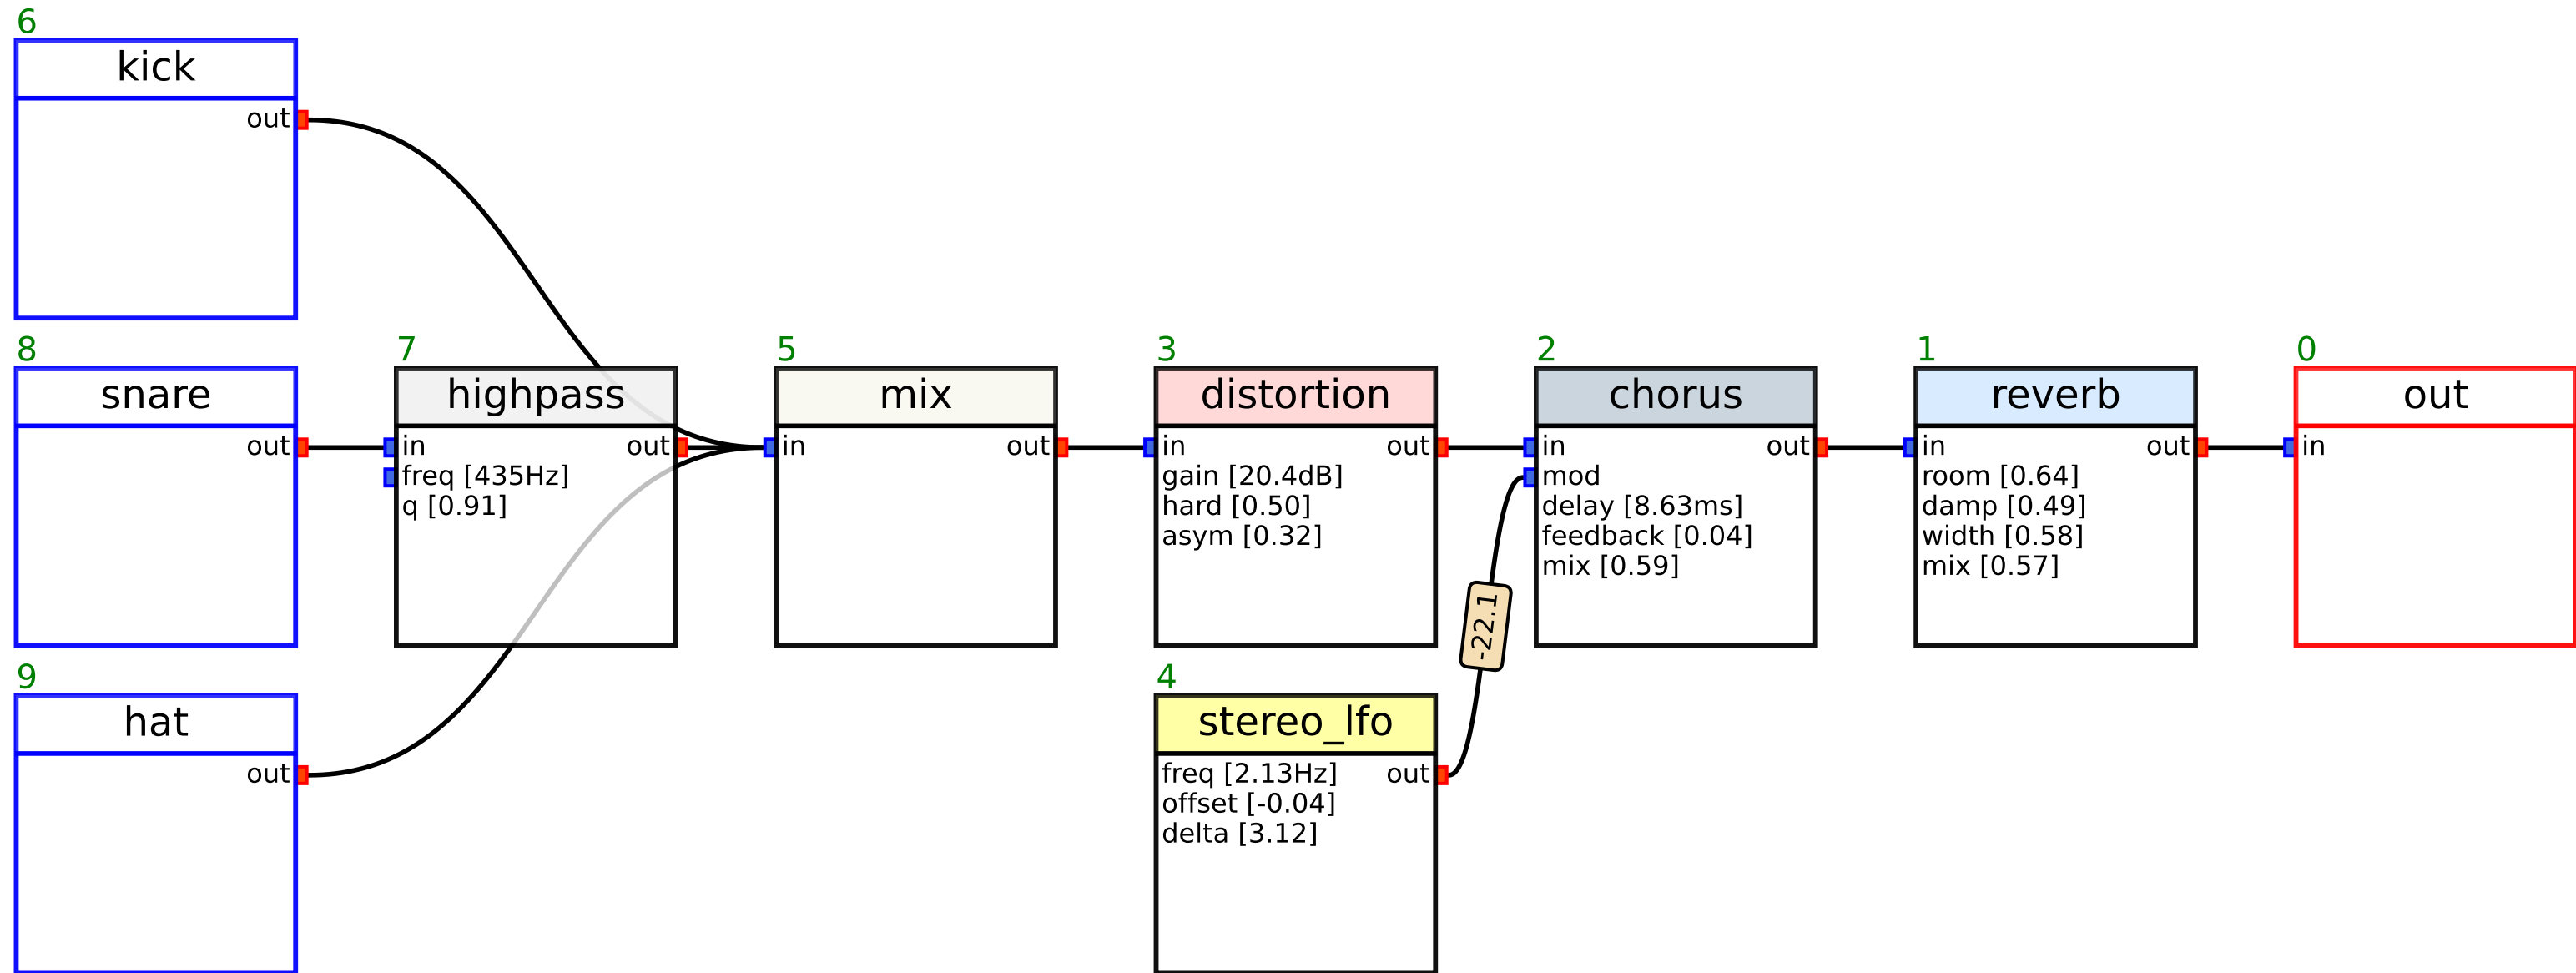 6
kick
out
8
snare
out
7
highpass
in out
freq [435Hz]
q [0.91]
5
mix
in out
3
distortion
in out
gain [20.4dB]
hard [0.50]
asym [0.32]
2
chorus
in out
mod
delay [8.63ms]
feedback [0.04]
mix [0.59]
1
reverb
in out
room [0.64]
damp [0.49]
width [0.58]
mix [0.57]
0
out
in
-22.1
9
hat
out
4
stereo_lfo
freq [2.13Hz] out
offset [-0.04]
delta [3.12]